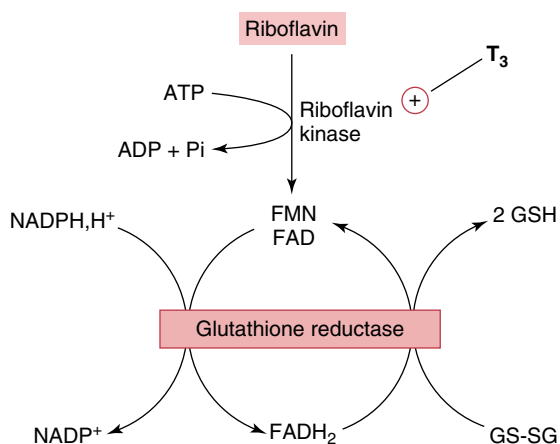 Riboflavin
T₃
+
ATP
Riboflavin
kinase
ADP + Pi
NADPH,H⁺
FMN
FAD
2 GSH
Glutathione reductase
NADP⁺
FADH₂
GS-SG